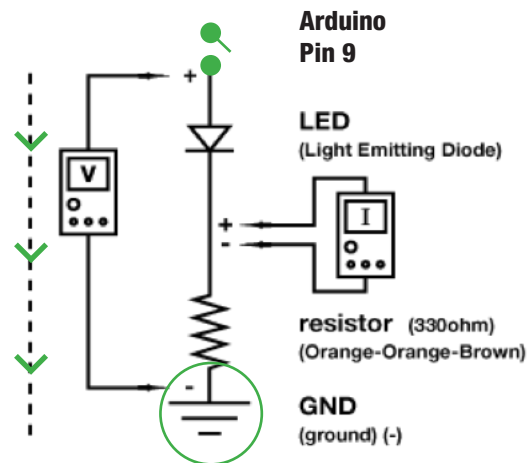 Arduino
Pin 9
+
LED
(Light Emitting Diode)
V
+
-
I
resistor (330ohm)
(Orange-Orange-Brown)
-
GND
(ground) (-)